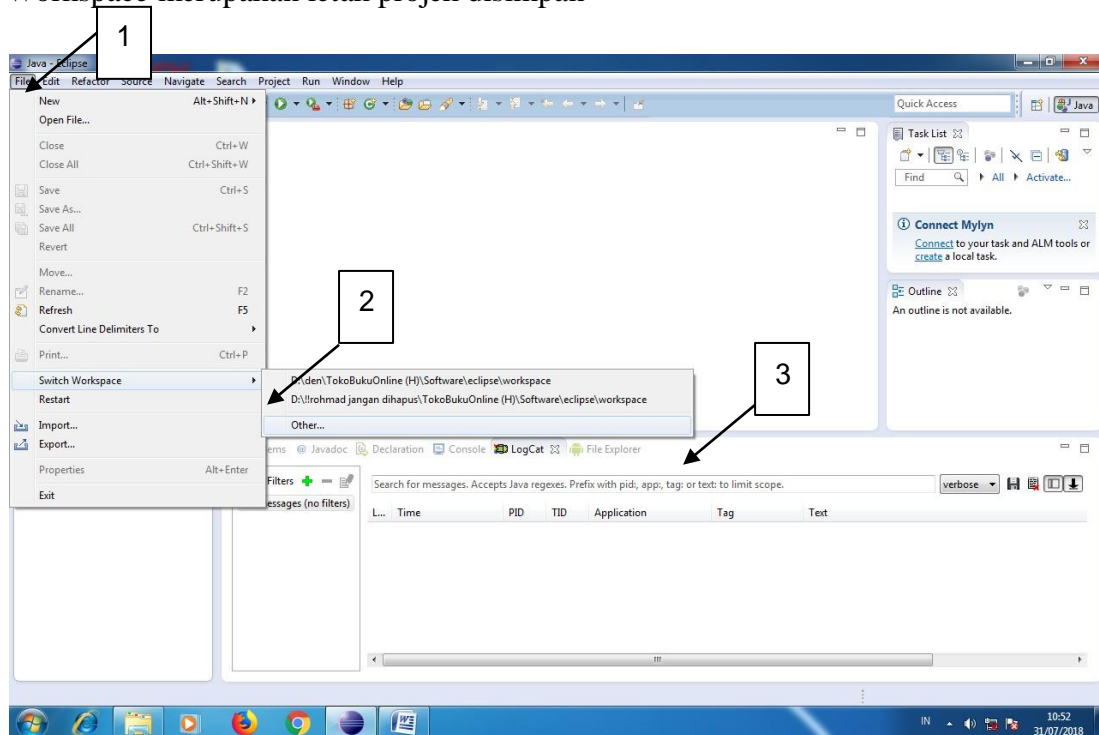 Workspace merupakan letak projek disimpan
1
Java - Eclipse
File Edit Refactor Source Navigate Search Project Run Window Help
New Alt+Shift+N
Open File...
Close Ctrl+W
Close All Ctrl+Shift+W
Save Ctrl+S
Save As...
Save All Ctrl+Shift+S
Revert
Move...
Rename... F2
Refresh F5
Convert Line Delimiters To
Print... Ctrl+P
Switch Workspace
Restart
Import...
Export...
Properties Alt+Enter
Exit
2
D:\den\TokoBukuOnline (H)\Software\eclipse\workspace
D:\!!rohmad jangan dihapus\TokoBukuOnline (H)\Software\eclipse\workspace
Other...
3
Quick Access Java
Task List
Find All Activate...
Connect Mylyn
Connect to your task and ALM tools or
create a local task.
Outline
An outline is not available.
@ Javadoc Declaration Console LogCat File Explorer
Filters
Search for messages. Accepts Java regexes. Prefix with pid:, app:, tag: or text: to limit scope.
verbose
(no filters)
L... Time PID TID Application Tag Text
IN
10:52
31/07/2018